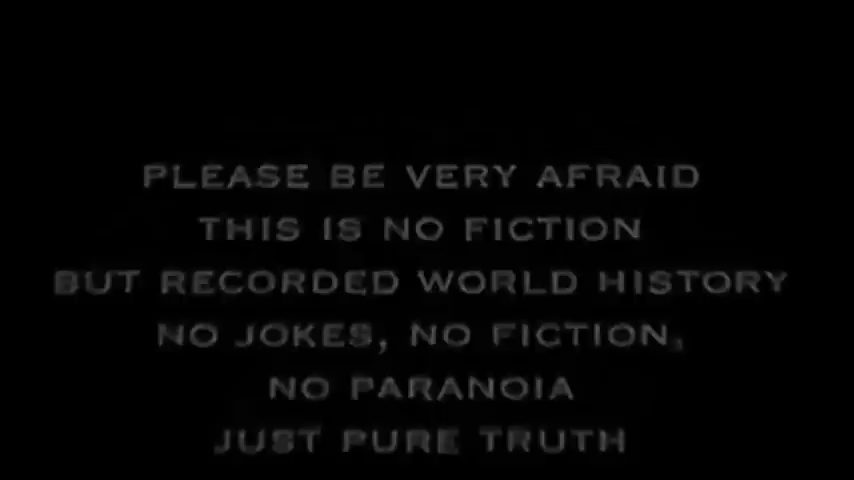 PLEASE BE VERY AFRAID
THIS IS NO FICTION
BUT RECORDED WORLD HISTORY
NO JOKES, NO FICTION,
NO PARANOIA
JUST PURE TRUTH